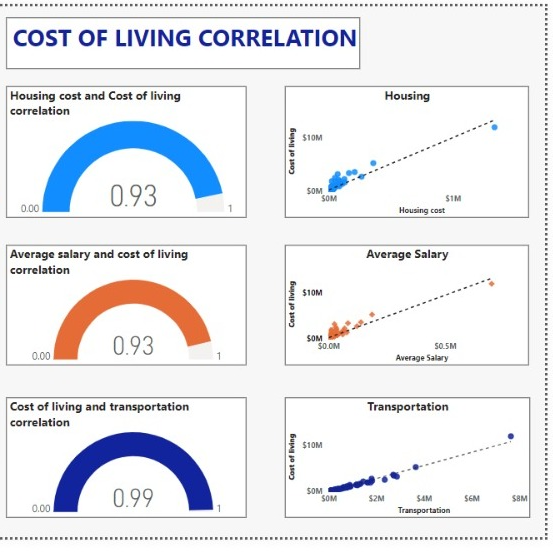 COST OF LIVING CORRELATION
Housing cost and Cost of living
correlation
0.93
0.00
1
Housing
Cost of living
$10M
$0M
$0M
$1M
Housing cost
Average salary and cost of living
correlation
0.93
0.00
1
Average Salary
Cost of living
$10M
$0M
$0.0M
$0.5M
Average Salary
Cost of living and transportation
correlation
0.99
0.00
1
Transportation
Cost of living
$10M
$0M
$0M
$2M
$4M
$6M
$8M
Transportation